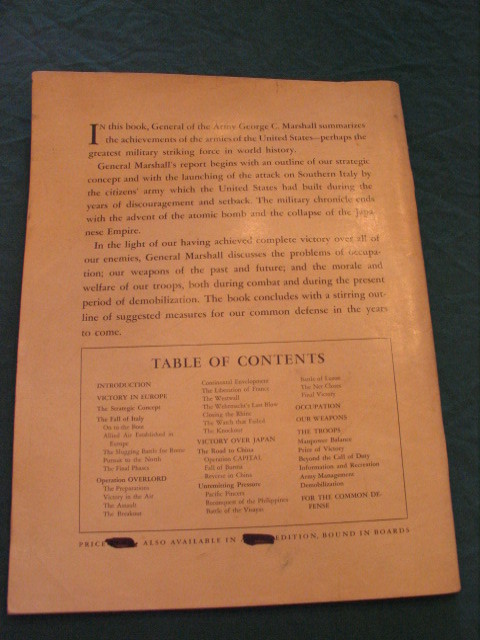 IN this book, General of the Army George C. Marshall summarizes
the achievements of the armies of the United States—perhaps the
greatest military striking force in world history.
General Marshall's report begins with an outline of our strategic
concept and with the launching of the attack on Southern Italy by
the citizens' army which the United States had built during the
years of discouragement and setback. The military chronicle ends
with the advent of the atomic bomb and the collapse of the Japa-
nese Empire.
In the light of our having achieved complete victory over all of
our enemies, General Marshall discusses the problems of occupa-
tion; our weapons of the past and future; and the morale and
welfare of our troops, both during combat and during the present
period of demobilization. The book concludes with a stirring out-
line of suggested measures for our common defense in the years
to come.
TABLE OF CONTENTS
INTRODUCTION
VICTORY IN EUROPE
The Strategic Concept
The Fall of Italy
On to the Boot
Allied Air Established in
Europe
The Slugging Battle for Rome
Pursuit to the North
The Final Phases
Operation OVERLORD
The Preparations
Victory in the Air
The Assault
The Breakout
Continental Envelopment
The Liberation of France
The Westwall
The Wehrmacht's Last Blow
Closing the Rhine
The Watch that Failed
The Knockout
VICTORY OVER JAPAN
The Road to China
Operation CAPITAL
Fall of Burma
Reverse in China
Unremitting Pressure
Pacific Pincers
Reconquest of the Philippines
Battle of the Visayas
Battle of Luzon
The Net Closes
Final Victory
OCCUPATION
OUR WEAPONS
THE TROOPS
Manpower Balance
Price of Victory
Beyond the Call of Duty
Information and Recreation
Army Management
Demobilization
FOR THE COMMON DE-
FENSE
PRICE ALSO AVAILABLE IN EDITION, BOUND IN BOARDS